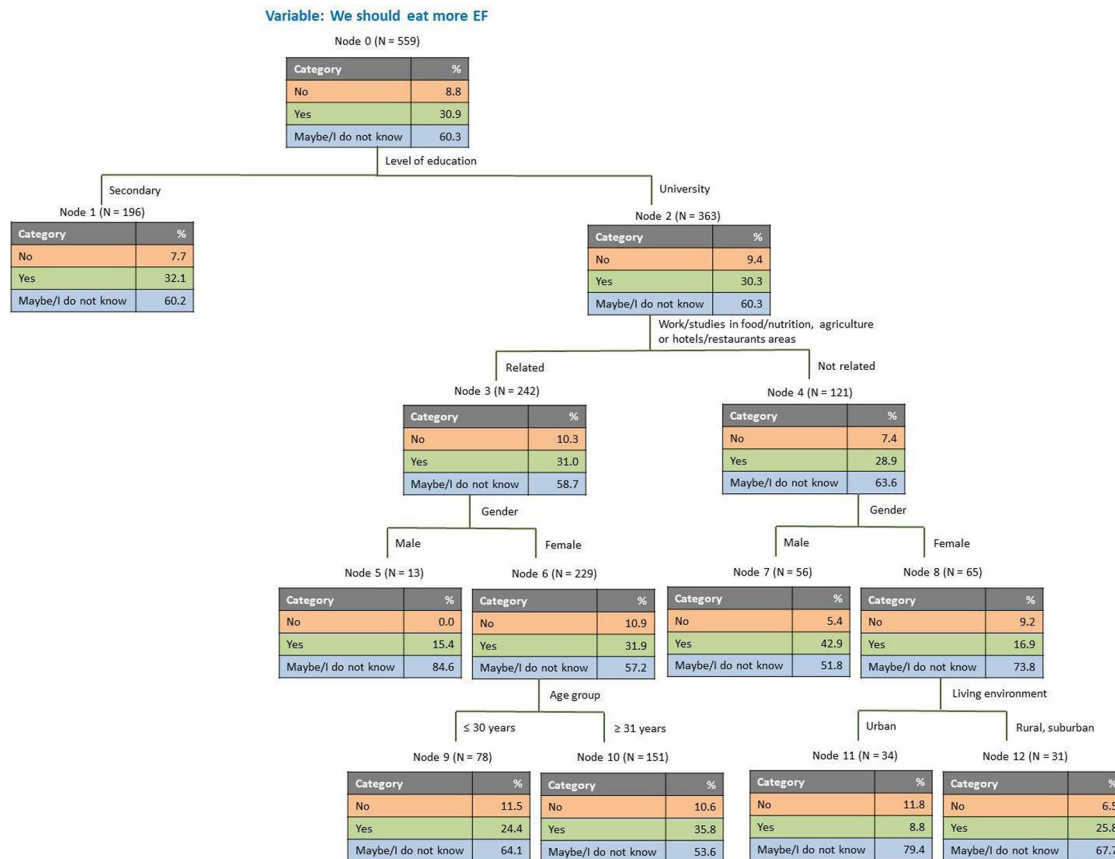 Variable: We should eat more EF
Node 0 (N = 559)
Category %
No 8.8
Yes 30.9
Maybe/I do not know 60.3
Level of education
Secondary
University
Node 1 (N = 196)
Category %
No 7.7
Yes 32.1
Maybe/I do not know 60.2
Node 2 (N = 363)
Category %
No 9.4
Yes 30.3
Maybe/I do not know 60.3
Work/studies in food/nutrition, agriculture
or hotels/restaurants areas
Related
Not related
Node 3 (N = 242)
Category %
No 10.3
Yes 31.0
Maybe/I do not know 58.7
Node 4 (N = 121)
Category %
No 7.4
Yes 28.9
Maybe/I do not know 63.6
Gender
Male
Female
Gender
Male
Female
Node 5 (N = 13)
Category %
No 0.0
Yes 15.4
Maybe/I do not know 84.6
Node 6 (N = 229)
Category %
No 10.9
Yes 31.9
Maybe/I do not know 57.2
Node 7 (N = 56)
Category %
No 5.4
Yes 42.9
Maybe/I do not know 51.8
Node 8 (N = 65)
Category %
No 9.2
Yes 16.9
Maybe/I do not know 73.8
Age group
≤ 30 years
≥ 31 years
Living environment
Urban
Rural, suburban
Node 9 (N = 78)
Category %
No 11.5
Yes 24.4
Maybe/I do not know 64.1
Node 10 (N = 151)
Category %
No 10.6
Yes 35.8
Maybe/I do not know 53.6
Node 11 (N = 34)
Category %
No 11.8
Yes 8.8
Maybe/I do not know 79.4
Node 12 (N = 31)
Category %
No 6.5
Yes 25.8
Maybe/I do not know 67.7